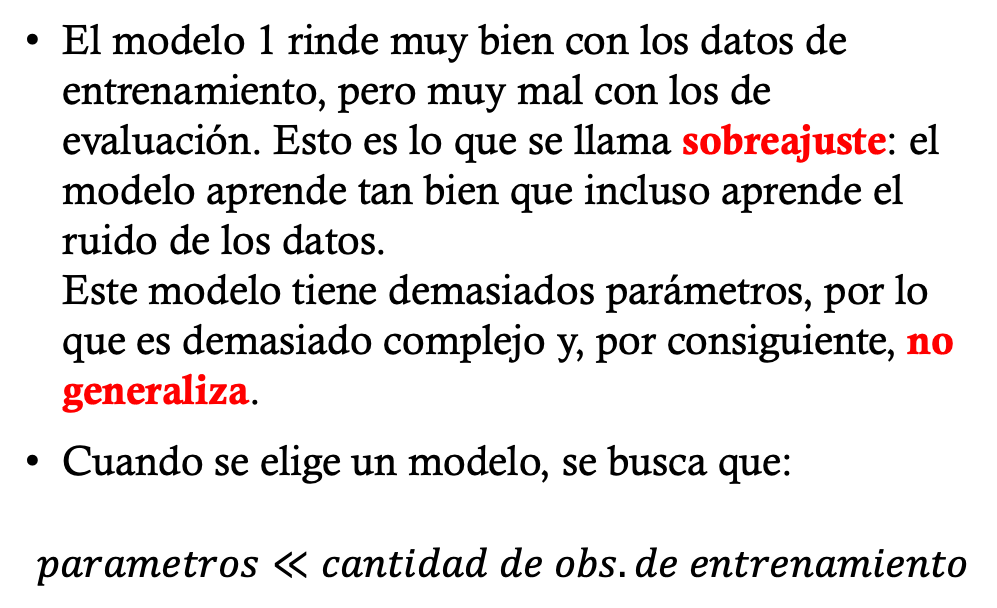 • El modelo 1 rinde muy bien con los datos de
entrenamiento, pero muy mal con los de
evaluación. Esto es lo que se llama sobreajuste: el
modelo aprende tan bien que incluso aprende el
ruido de los datos.
Este modelo tiene demasiados parámetros, por lo
que es demasiado complejo y, por consiguiente, no
generaliza.
• Cuando se elige un modelo, se busca que:
parametros ≪ cantidad de obs. de entrenamiento